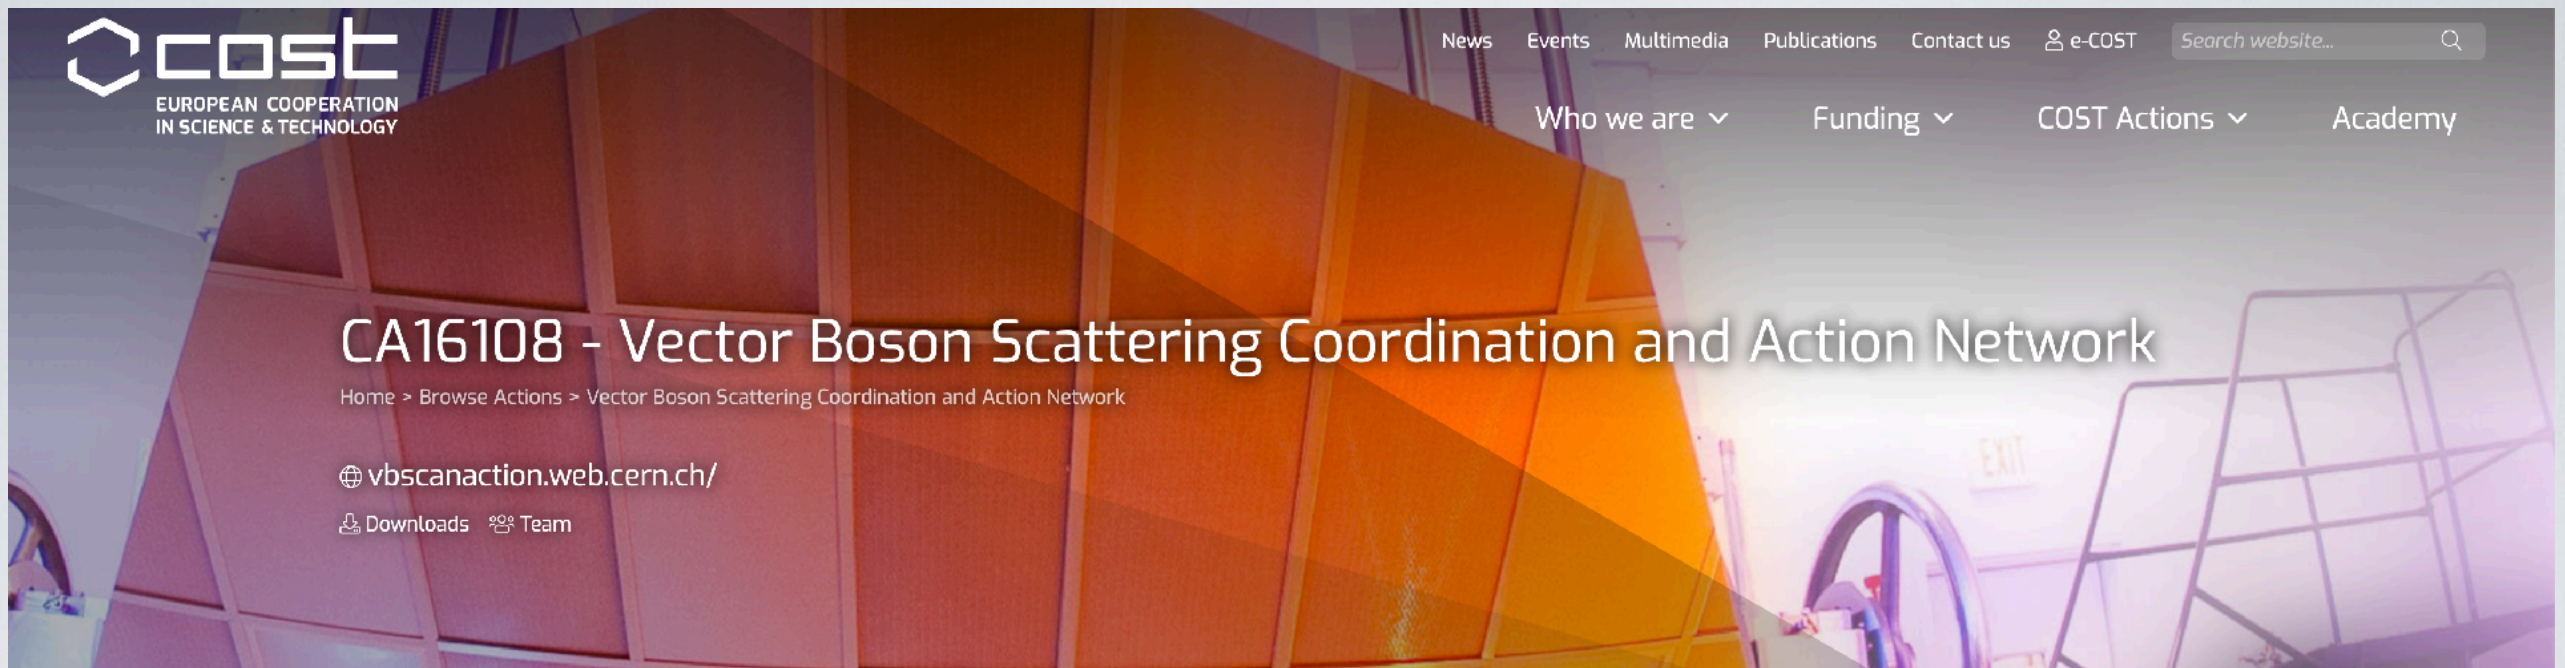 cost
EUROPEAN COOPERATION
IN SCIENCE & TECHNOLOGY
News Events Multimedia Publications Contact us e-COST Search website...
Who we are Funding COST Actions Academy
CA16108 - Vector Boson Scattering Coordination and Action Network
Home > Browse Actions > Vector Boson Scattering Coordination and Action Network
EXIT
vbscanaction.web.cern.ch/
Downloads Team